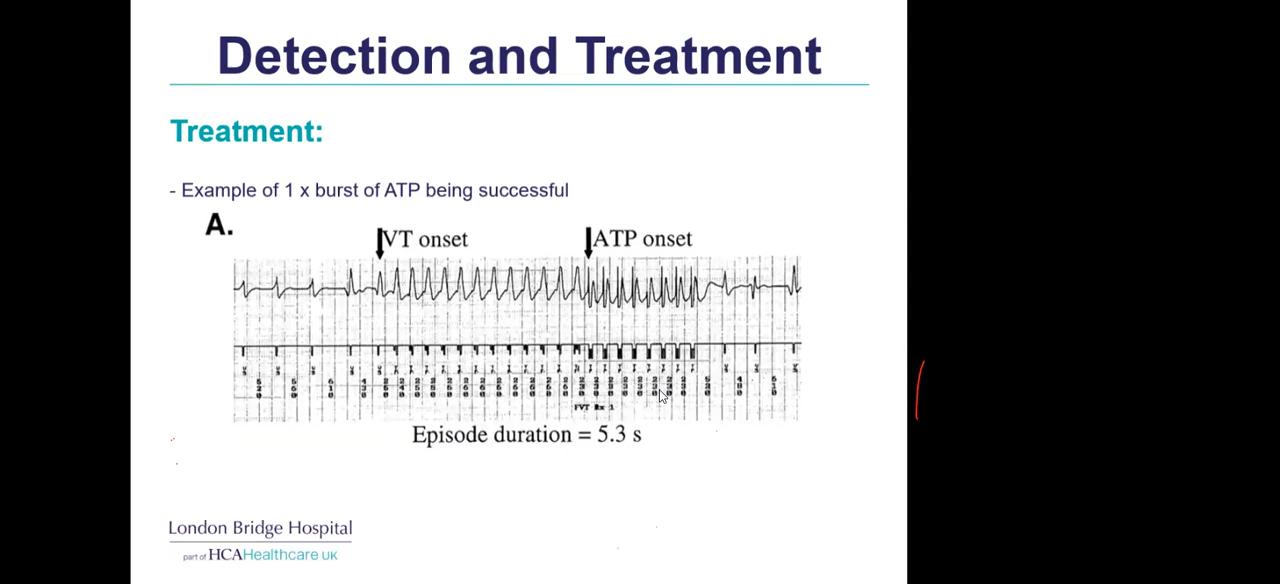 Detection and Treatment
Treatment:
- Example of 1 x burst of ATP being successful
A.
VT onset
ATP onset
Episode duration = 5.3 s
London Bridge Hospital
part of HCAHealthcare UK